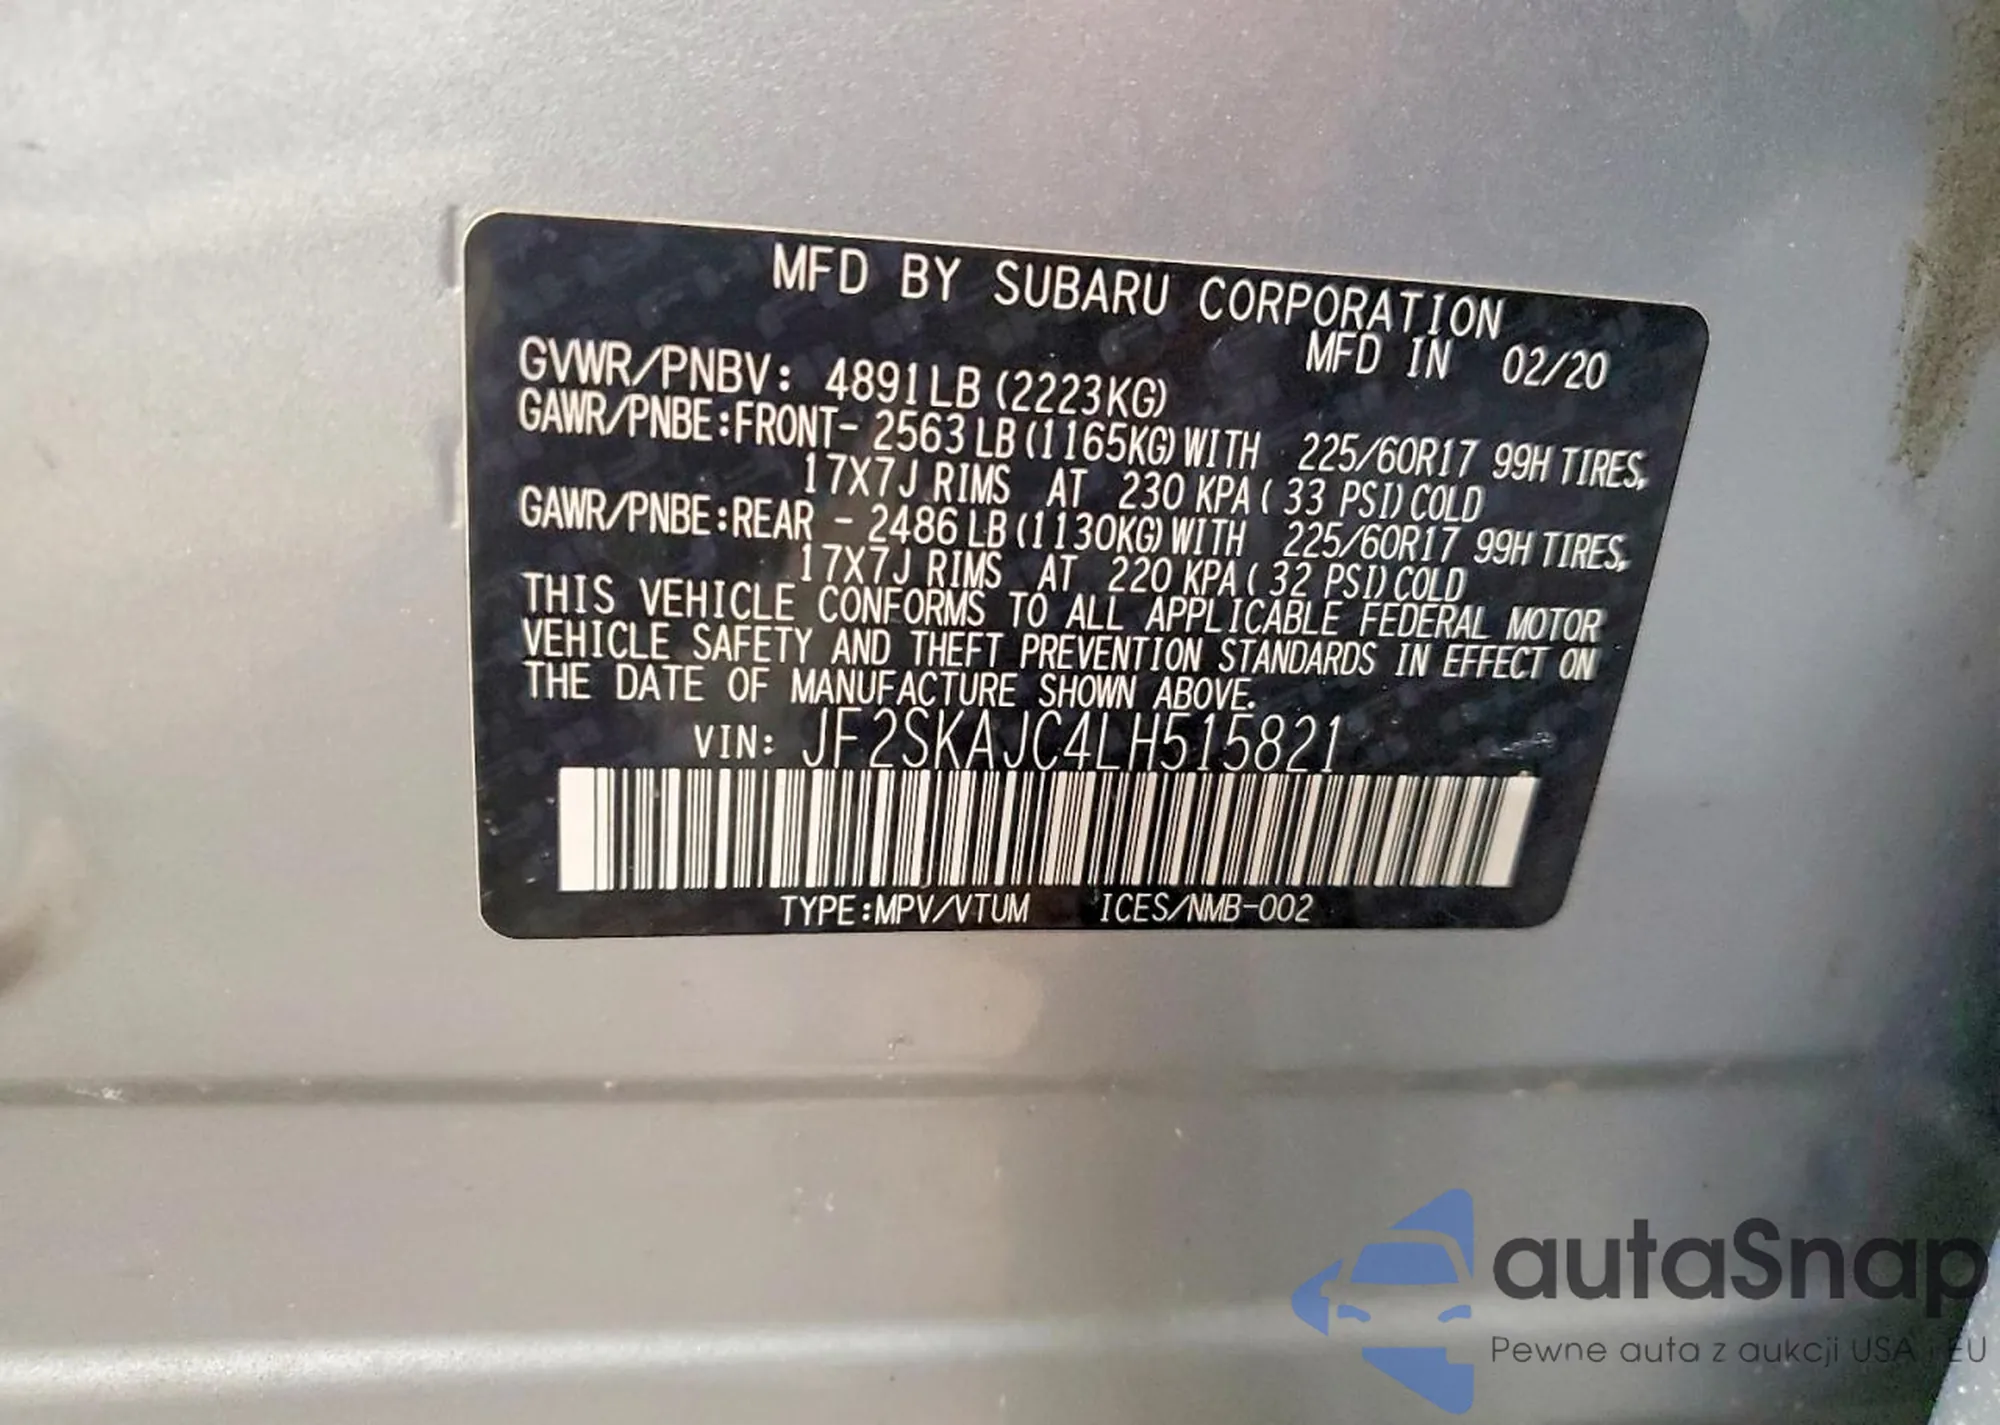 MFD BY SUBARU CORPORATION
MFD IN 02/20
GVWR/PNBV: 4891LB (2223KG)
GAWR/PNBE:FRONT- 2563 LB (1165KG) WITH 225/60R17 99H TIRES,
17X7J RIMS AT 230 KPA ( 33 PSI) COLD
GAWR/PNBE:REAR - 2486 LB (1130KG) WITH 225/60R17 99H TIRES,
17X7J RIMS AT 220 KPA ( 32 PSI) COLD
THIS VEHICLE CONFORMS TO ALL APPLICABLE FEDERAL MOTOR
VEHICLE SAFETY AND THEFT PREVENTION STANDARDS IN EFFECT ON
THE DATE OF MANUFACTURE SHOWN ABOVE.
VIN: JF2SKAJC4LH515821
TYPE:MPV/VTUM ICES/NMB-002
autaSnap
Pewne auta z aukcji USA i EU